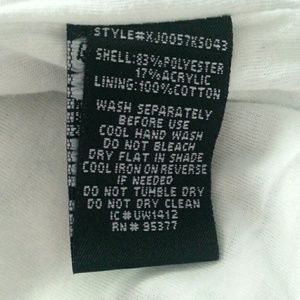 STYLE#XJ0057KS043
SHELL:83%POLYESTER
17%ACRYLIC
LINING:100%COTTON
WASH SEPARATELY
BEFORE USE
COOL HAND WASH
DO NOT BLEACH
DRY FLAT IN SHADE
COOL IRON ON REVERSE
IF NEEDED
DO NOT TUMBLE DRY
DO NOT DRY CLEAN
IC#UW1412
RN# 95377